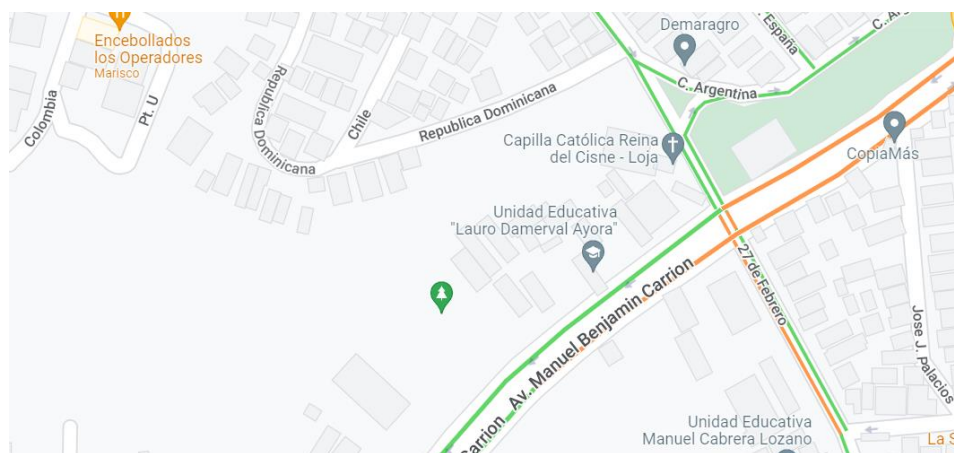 Encebollados
los Operadores
Marisco
Colombia
Pt. U
Republica Dominicana
Chile
Republica Dominicana
Demaragro
España
C. Argentina
Capilla Católica Reina
del Cisne - Loja
CopiaMás
Unidad Educativa
"Lauro Damerval Ayora"
27 de Febrero
Av. Manuel Benjamin Carrion
Carrion
Jose J. Palacios
Unidad Educativa
Manuel Cabrera Lozano
La S